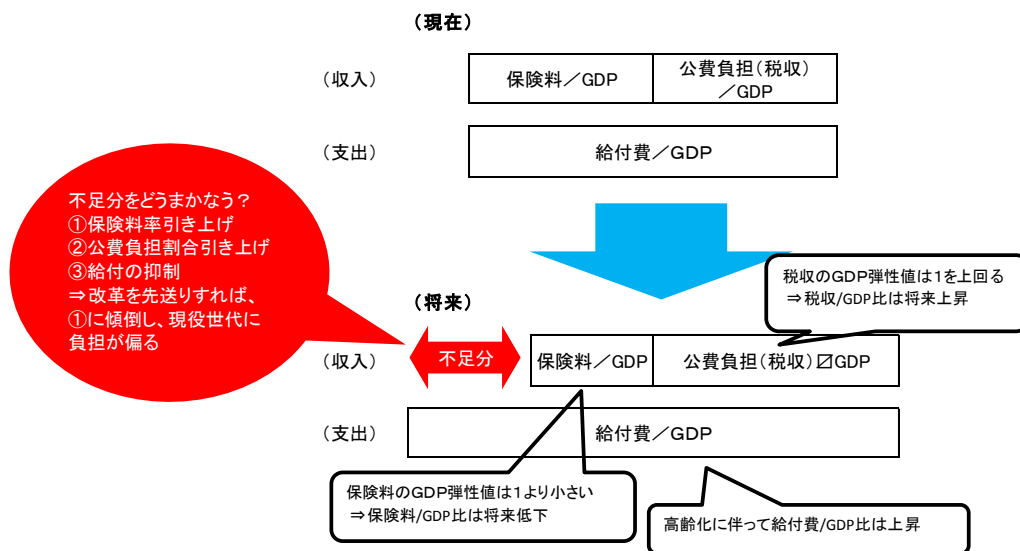 （現在）
（収入）
保険料／GDP
公費負担（税収）
／GDP
（支出）
給付費／GDP
不足分をどうまかなう？
①保険料率引き上げ
②公費負担割合引き上げ
③給付の抑制
⇒改革を先送りすれば、
①に傾倒し、現役世代に
負担が偏る
税収のGDP弾性値は1を上回る
⇒税収/GDP比は将来上昇
（将来）
（収入）
不足分
保険料／GDP
公費負担（税収）〼GDP
（支出）
給付費／GDP
保険料のGDP弾性値は1より小さい
⇒保険料/GDP比は将来低下
高齢化に伴って給付費/GDP比は上昇